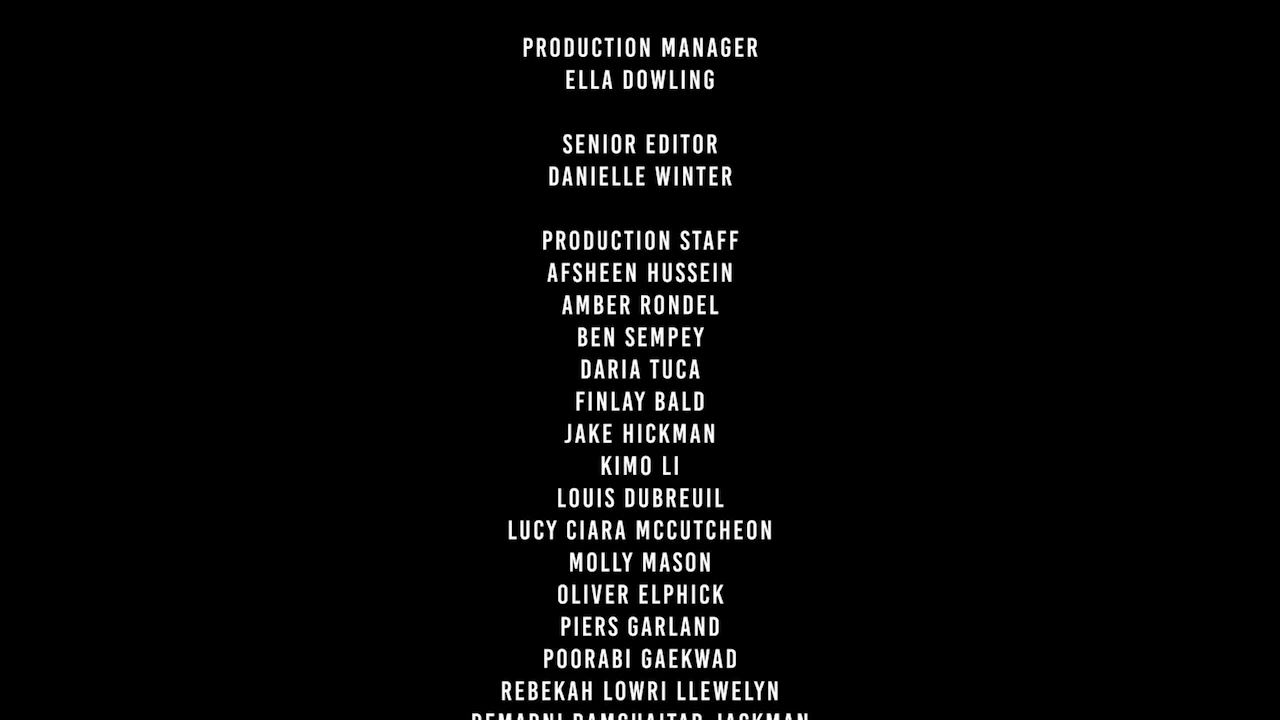 PRODUCTION MANAGER
ELLA DOWLING
SENIOR EDITOR
DANIELLE WINTER
PRODUCTION STAFF
AFSHEEN HUSSEIN
AMBER RONDEL
BEN SEMPEY
DARIA TUCA
FINLAY BALD
JAKE HICKMAN
KIMO LI
LOUIS DUBREUIL
LUCY CIARA MCCUTCHEON
MOLLY MASON
OLIVER ELPHICK
PIERS GARLAND
POORABI GAEKWAD
REBEKAH LOWRI LLEWELYN